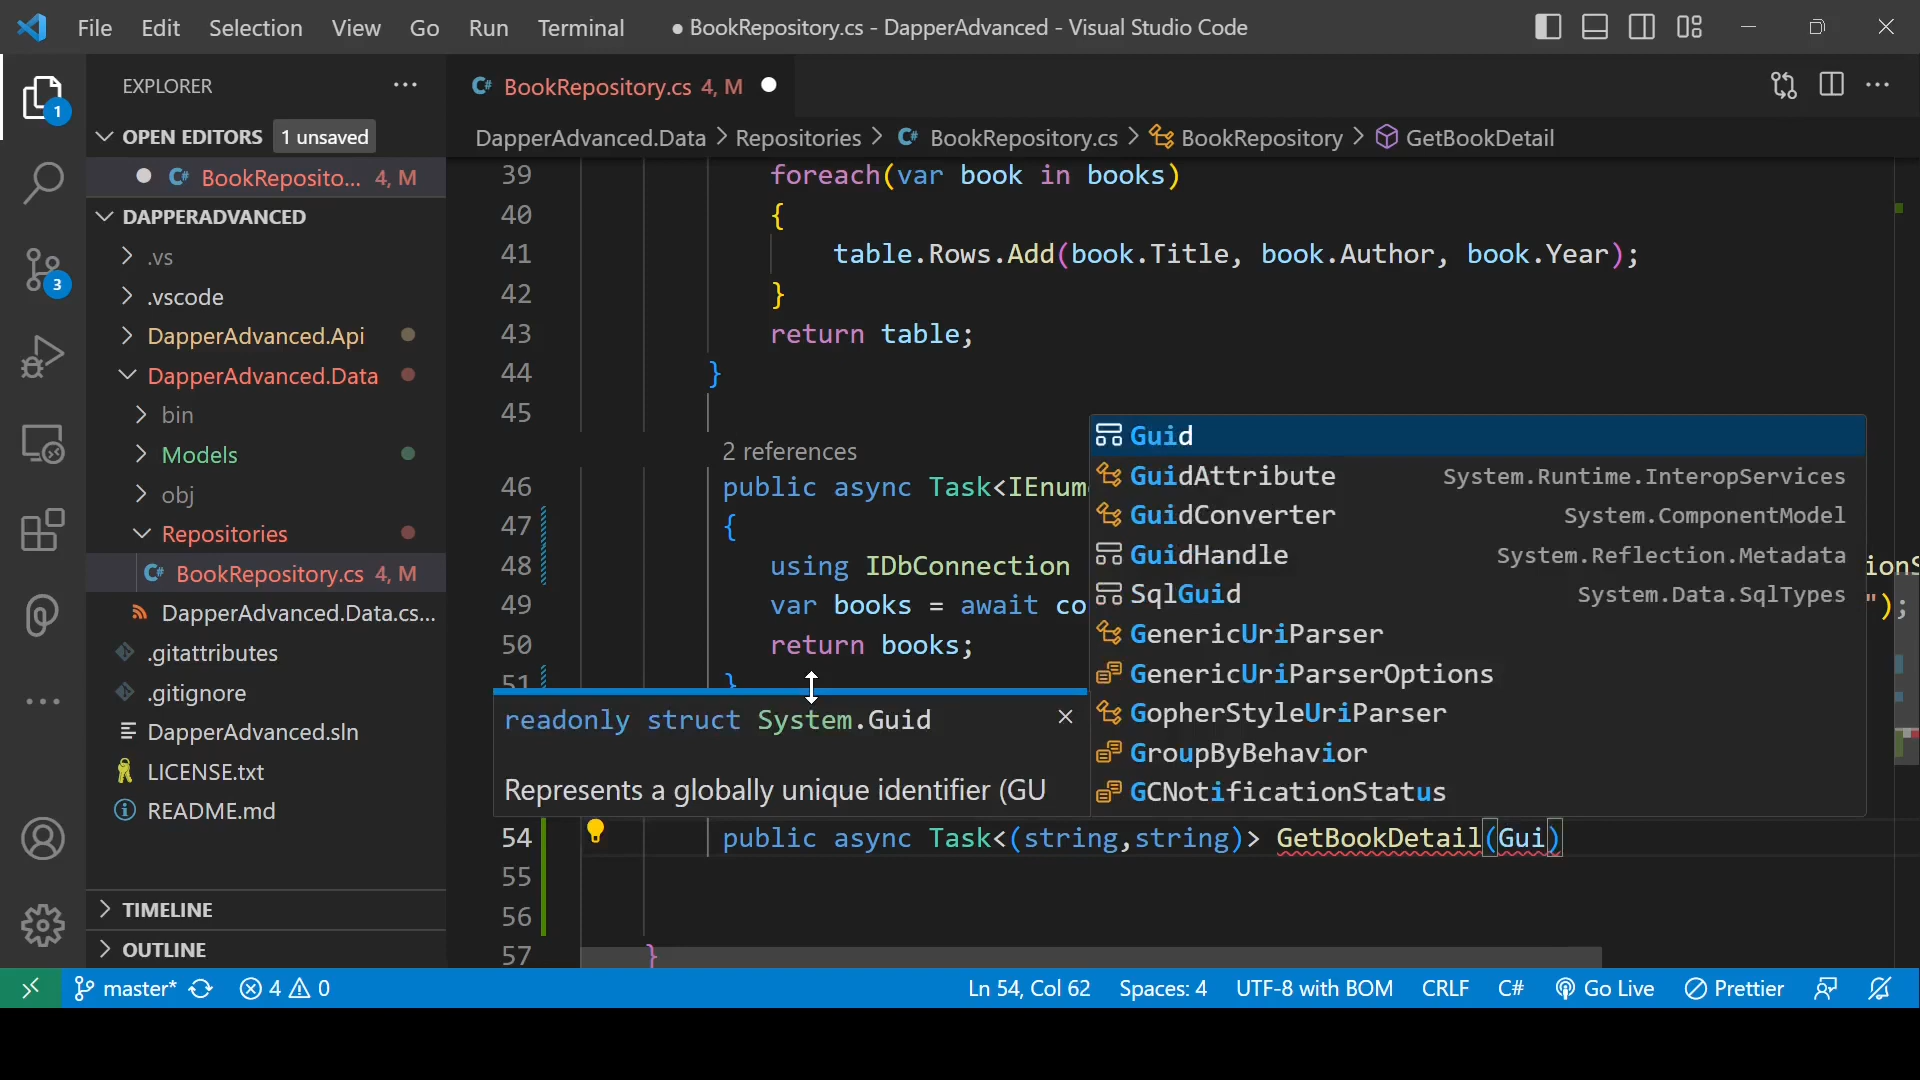 File Edit Selection View Go Run Terminal ● BookRepository.cs - DapperAdvanced - Visual Studio Code
EXPLORER
OPEN EDITORS 1 unsaved
BookReposito... 4, M
DAPPERADVANCED
.vs
.vscode
DapperAdvanced.Api
DapperAdvanced.Data
bin
Models
obj
Repositories
BookRepository.cs 4, M
DapperAdvanced.Data.cs...
.gitattributes
.gitignore
DapperAdvanced.sln
LICENSE.txt
README.md
TIMELINE
OUTLINE
1
3
BookRepository.cs 4, M
DapperAdvanced.Data > Repositories > BookRepository.cs > BookRepository > GetBookDetail
39 foreach(var book in books)
40 {
41 table.Rows.Add(book.Title, book.Author, book.Year);
42 }
43 return table;
44 }
45
2 references
46 public async Task<IEnum
47 {
48 using IDbConnection
49 var books = await co ");
50 return books;
51 }
Guid
GuidAttribute System.Runtime.InteropServices
GuidConverter System.ComponentModel
GuidHandle System.Reflection.Metadata
SqlGuid System.Data.SqlTypes
GenericUriParser
GenericUriParserOptions
GopherStyleUriParser
GroupByBehavior
GCNotificationStatus
readonly struct System.Guid
Represents a globally unique identifier (GU
54 public async Task<(string,string)> GetBookDetail(Gui)
55
56
57 }
master* 4 0 Ln 54, Col 62 Spaces: 4 UTF-8 with BOM CRLF C# Go Live Prettier